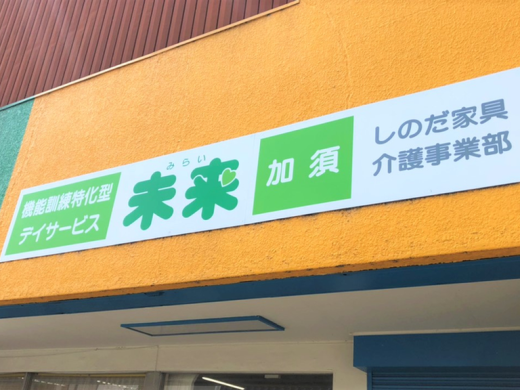 機能訓練特化型
デイサービス
みらい
未来
加須
しのだ家具
介護事業部